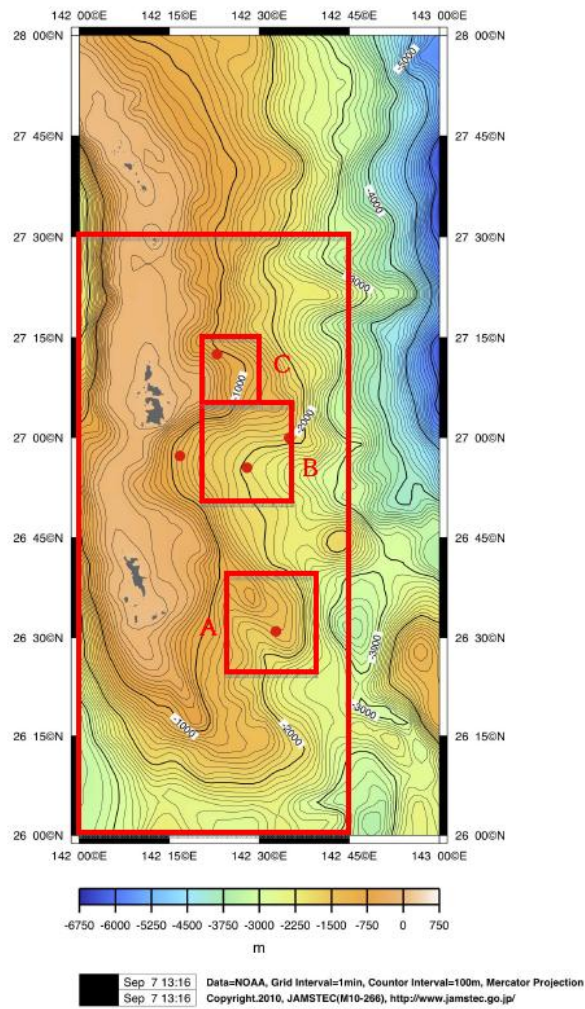 142 00©E 142 15©E 142 30©E 142 45©E 143 00©E
28 00©N 28 00©N
-5000
27 45©N 27 45©N
-4000
27 30©N 27 30©N
-3000
27 15©N 27 15©N
C
-1000
-2000
27 00©N 27 00©N
B
26 45©N 26 45©N
A
26 30©N 26 30©N
-3000
-3000
-1000
-2000
26 15©N 26 15©N
26 00©N 26 00©N
142 00©E 142 15©E 142 30©E 142 45©E 143 00©E
-6750 -6000 -5250 -4500 -3750 -3000 -2250 -1500 -750 0 750
m
Sep 7 13:16 Data=NOAA, Grid Interval=1min, Countor Interval=100m, Mercator Projection
Sep 7 13:16 Copyright.2010, JAMSTEC(M10-266), http://www.jamstec.go.jp/